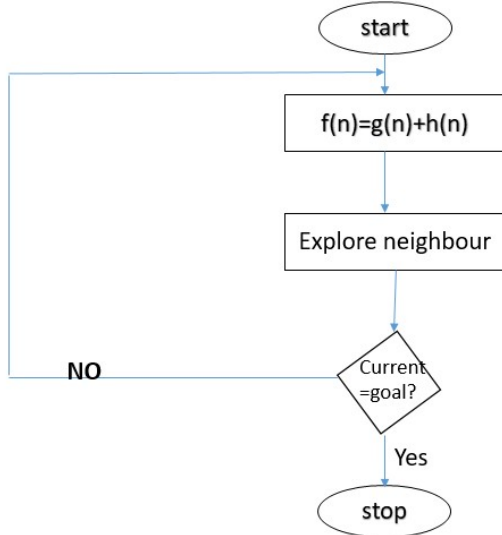 start
f(n)=g(n)+h(n)
Explore neighbour
Current
=goal?
NO
Yes
stop